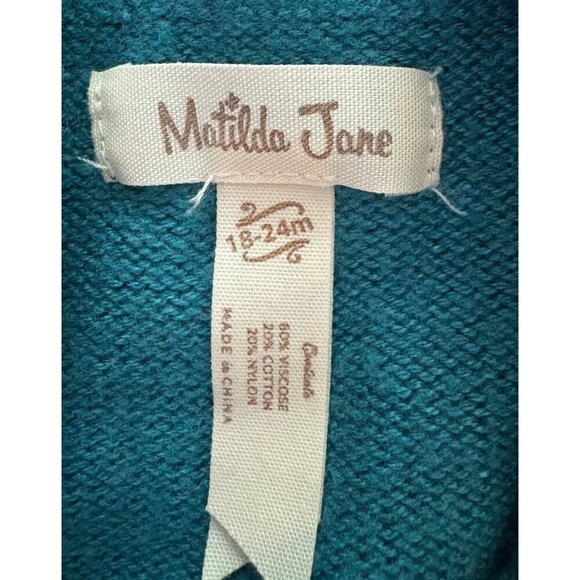 Matilda Jane
18-24m
Contents
60% VISCOSE
20% COTTON
20% NYLON
MADE in CHINA